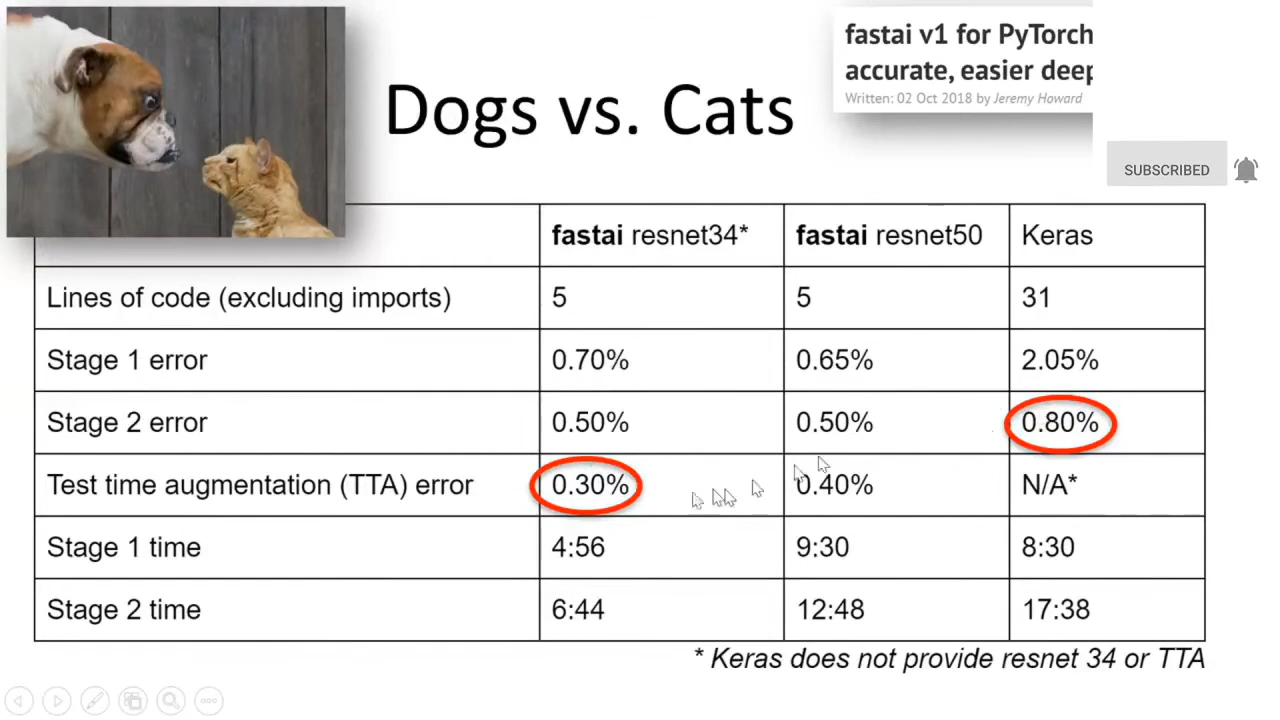 fastai v1 for PyTorch
accurate, easier deep
Written: 02 Oct 2018 by Jeremy Howard
Dogs vs. Cats
SUBSCRIBED
fastai resnet34* fastai resnet50 Keras
Lines of code (excluding imports) 5 5 31
Stage 1 error 0.70% 0.65% 2.05%
Stage 2 error 0.50% 0.50% 0.80%
Test time augmentation (TTA) error 0.30% 0.40% N/A*
Stage 1 time 4:56 9:30 8:30
Stage 2 time 6:44 12:48 17:38
* Keras does not provide resnet 34 or TTA